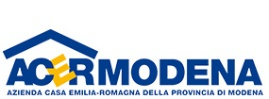 ACERMODENA
AZIENDA CASA EMILIA-ROMAGNA DELLA PROVINCIA DI MODENA